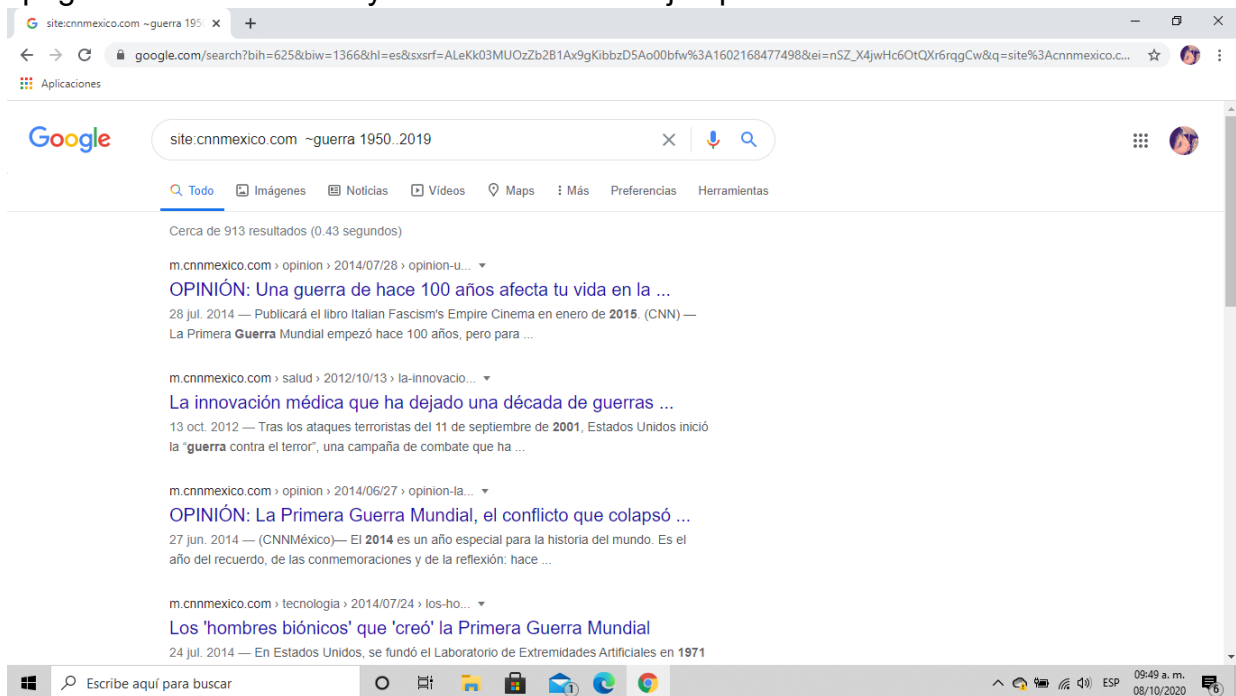 site:cnnmexico.com ~guerra 195
google.com/search?bih=625&biw=1366&hl=es&sxsrf=ALeKk03MUOzZb2B1Ax9gKibbzD5Ao00bfw%3A1602168477498&ei=nSZ_X4jwHc6OtQXr6rqgCw&q=site%3Acnnmexico.c...
Aplicaciones
Google
site:cnnmexico.com ~guerra 1950..2019
Todo Imágenes Noticias Vídeos Maps Más Preferencias Herramientas
Cerca de 913 resultados (0.43 segundos)
m.cnnmexico.com › opinion › 2014/07/28 › opinion-u...
OPINIÓN: Una guerra de hace 100 años afecta tu vida en la ...
28 jul. 2014 — Publicará el libro Italian Fascism's Empire Cinema en enero de 2015. (CNN) —
La Primera Guerra Mundial empezó hace 100 años, pero para ...
m.cnnmexico.com › salud › 2012/10/13 › la-innovacio...
La innovación médica que ha dejado una década de guerras ...
13 oct. 2012 — Tras los ataques terroristas del 11 de septiembre de 2001, Estados Unidos inició
la “guerra contra el terror”, una campaña de combate que ha ...
m.cnnmexico.com › opinion › 2014/06/27 › opinion-la...
OPINIÓN: La Primera Guerra Mundial, el conflicto que colapsó ...
27 jun. 2014 — (CNNMéxico)— El 2014 es un año especial para la historia del mundo. Es el
año del recuerdo, de las conmemoraciones y de la reflexión: hace ...
m.cnnmexico.com › tecnologia › 2014/07/24 › los-ho...
Los 'hombres biónicos' que 'creó' la Primera Guerra Mundial
24 jul. 2014 — En Estados Unidos, se fundó el Laboratorio de Extremidades Artificiales en 1971
Escribe aquí para buscar
1
ESP
09:49 a. m.
08/10/2020
6